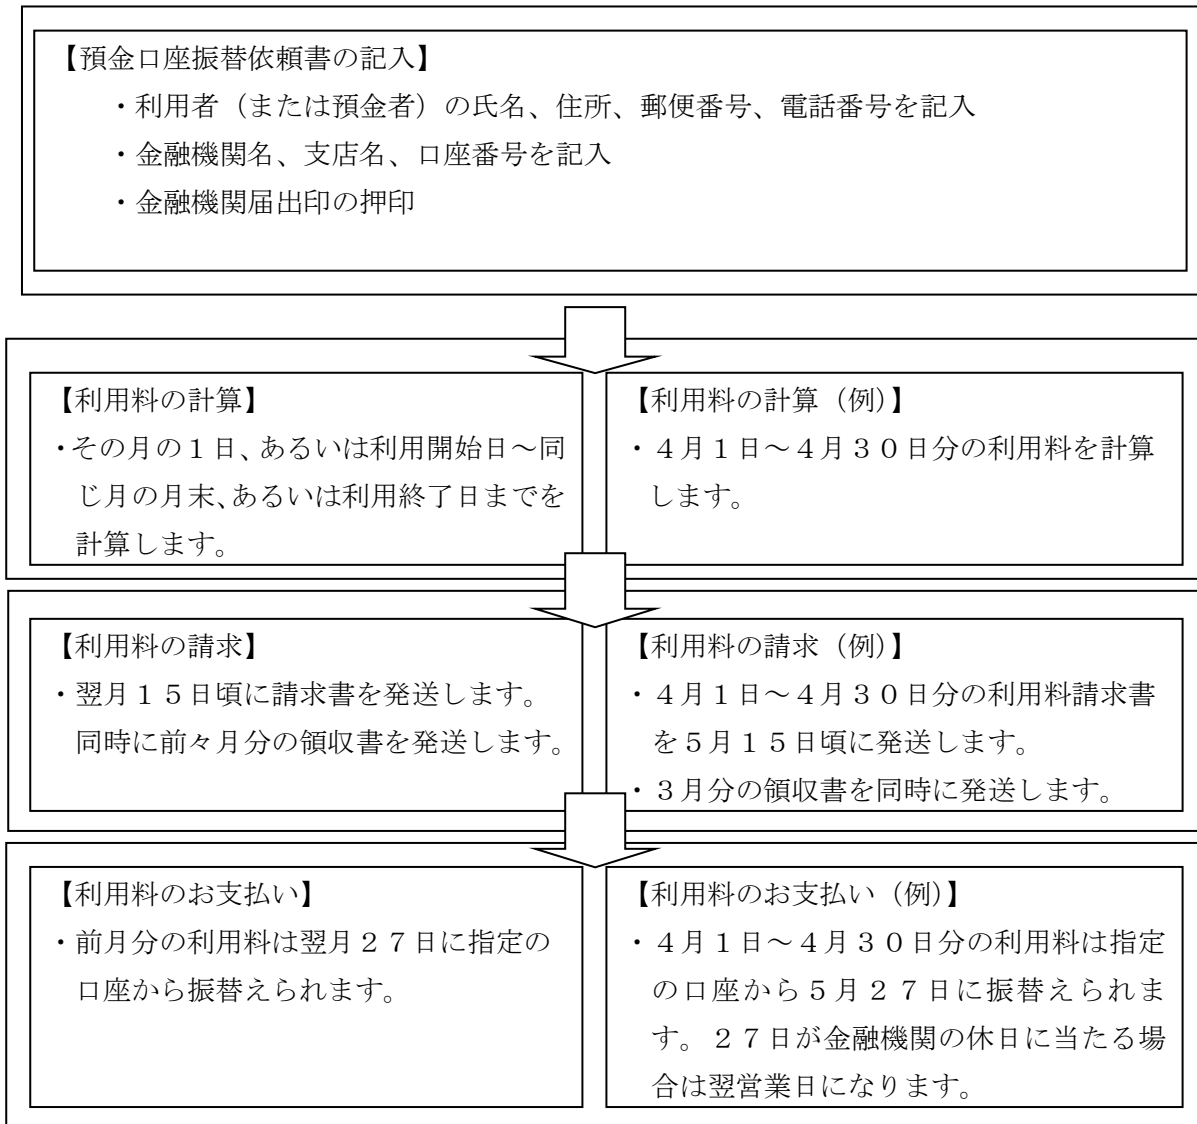 【預金口座振替依頼書の記入】
・利用者（または預金者）の氏名、住所、郵便番号、電話番号を記入
・金融機関名、支店名、口座番号を記入
・金融機関届出印の押印
【利用料の計算】
・その月の１日、あるいは利用開始日～同
じ月の月末、あるいは利用終了日までを
計算します。
【利用料の計算（例）】
・４月１日～４月３０日分の利用料を計算
します。
【利用料の請求】
・翌月１５日頃に請求書を発送します。
同時に前々月分の領収書を発送します。
【利用料の請求（例）】
・４月１日～４月３０日分の利用料請求書
を５月１５日頃に発送します。
・３月分の領収書を同時に発送します。
【利用料のお支払い】
・前月分の利用料は翌月２７日に指定の
口座から振替えられます。
【利用料のお支払い（例）】
・４月１日～４月３０日分の利用料は指定
の口座から５月２７日に振替えられま
す。２７日が金融機関の休日に当たる場
合は翌営業日になります。